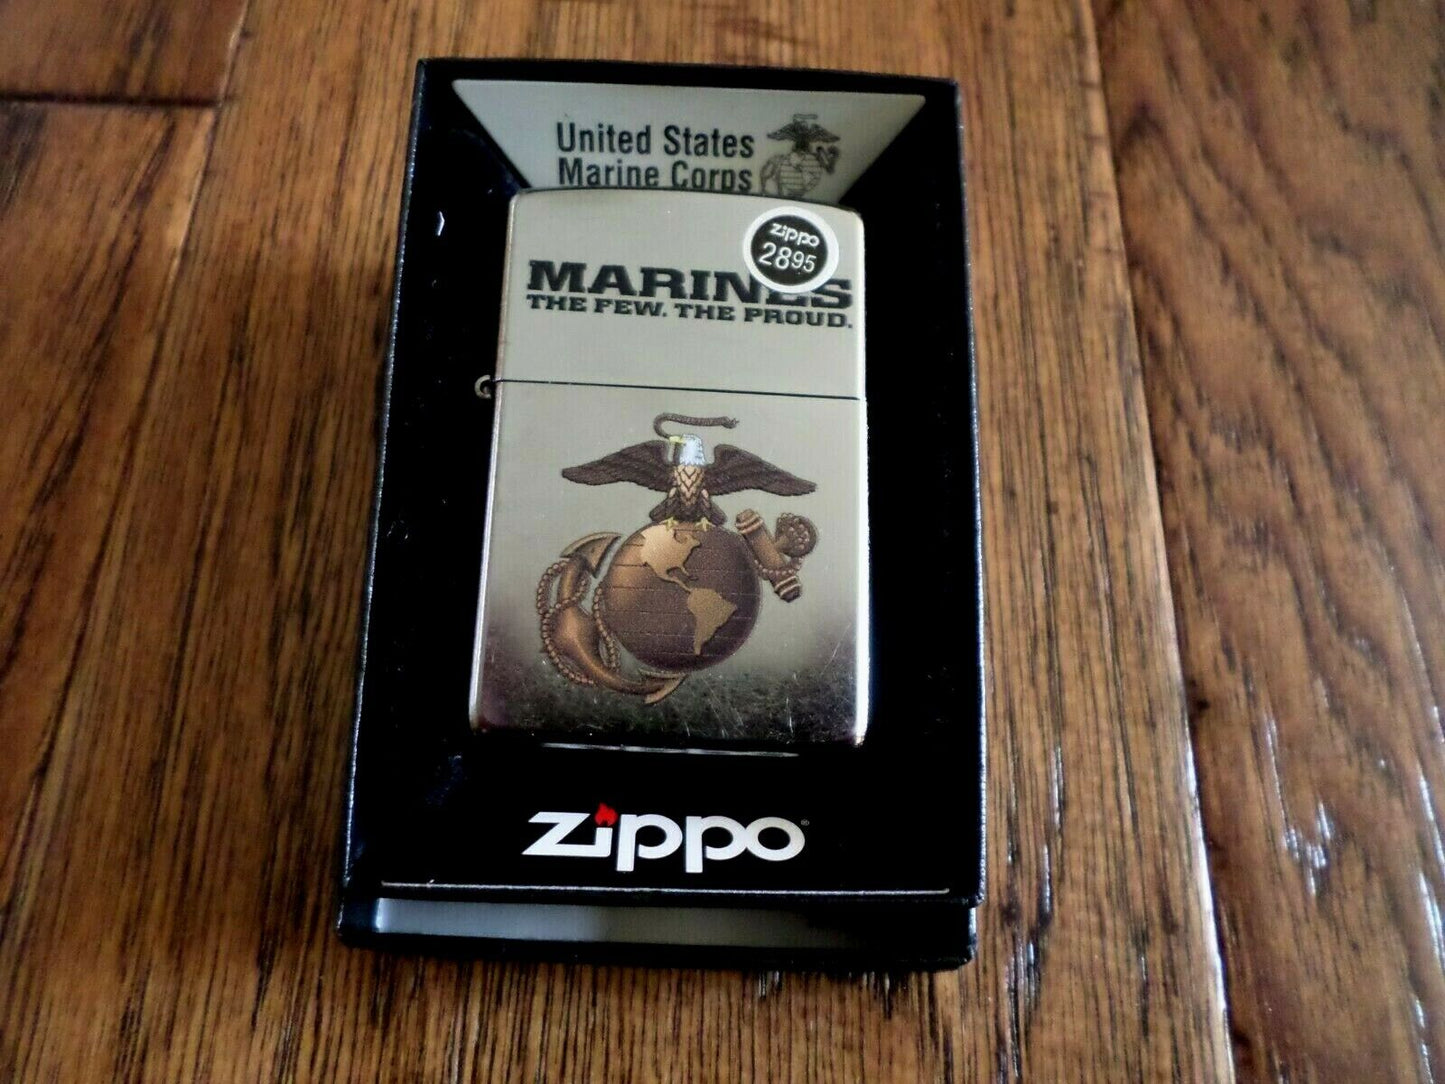 United States
Marine Corps
zippo
2895
MARINES
THE FEW. THE PROUD.
zippo®